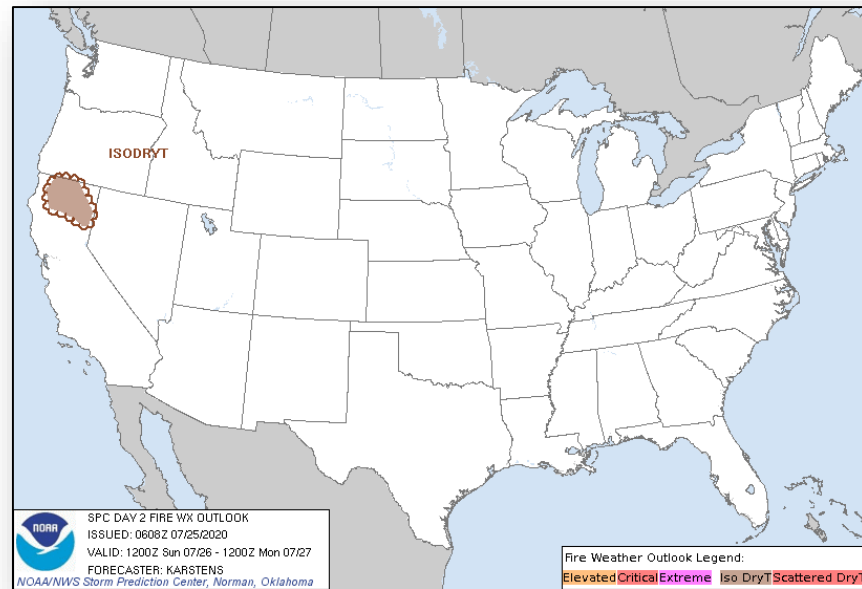 ISODRYT
NOAA
SPC DAY 2 FIRE WX OUTLOOK
ISSUED: 0608Z 07/25/2020
VALID: 1200Z Sun 07/26 - 1200Z Mon 07/27
FORECASTER: KARSTENS
NOAA/NWS Storm Prediction Center, Norman, Oklahoma
Fire Weather Outlook Legend:
Elevated Critical Extreme Iso DryT Scattered DryT